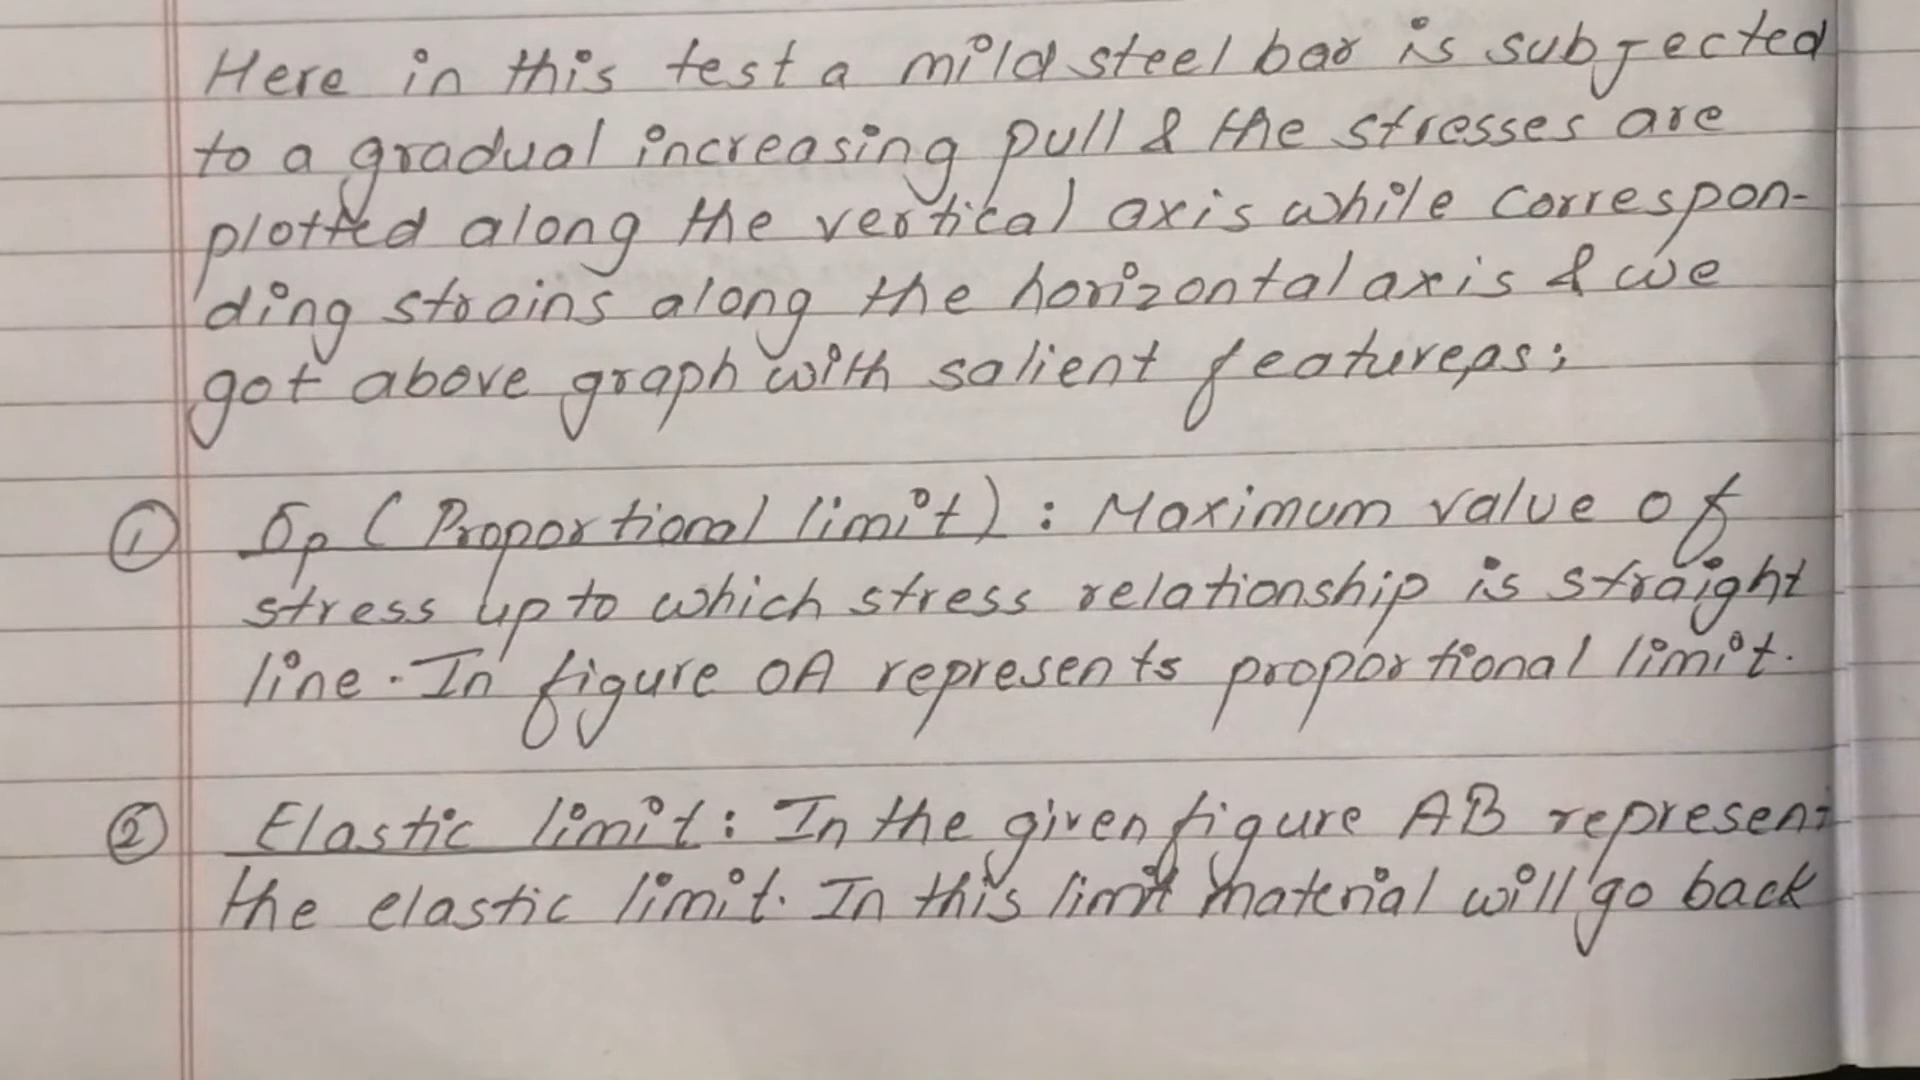 Here in this test a mild steel bar is subjected
to a gradual increasing pull & the stresses are
plotted along the vertical axis while correspon-
ding strains along the horizontal axis & we
got above graph with salient featureps:
① σp (Proportional limit) : Maximum value of
stress up to which stress relationship is straight
line. In figure OA represents proportional limit.
② Elastic limit : In the given figure AB represent
the elastic limit. In this limit material will go back